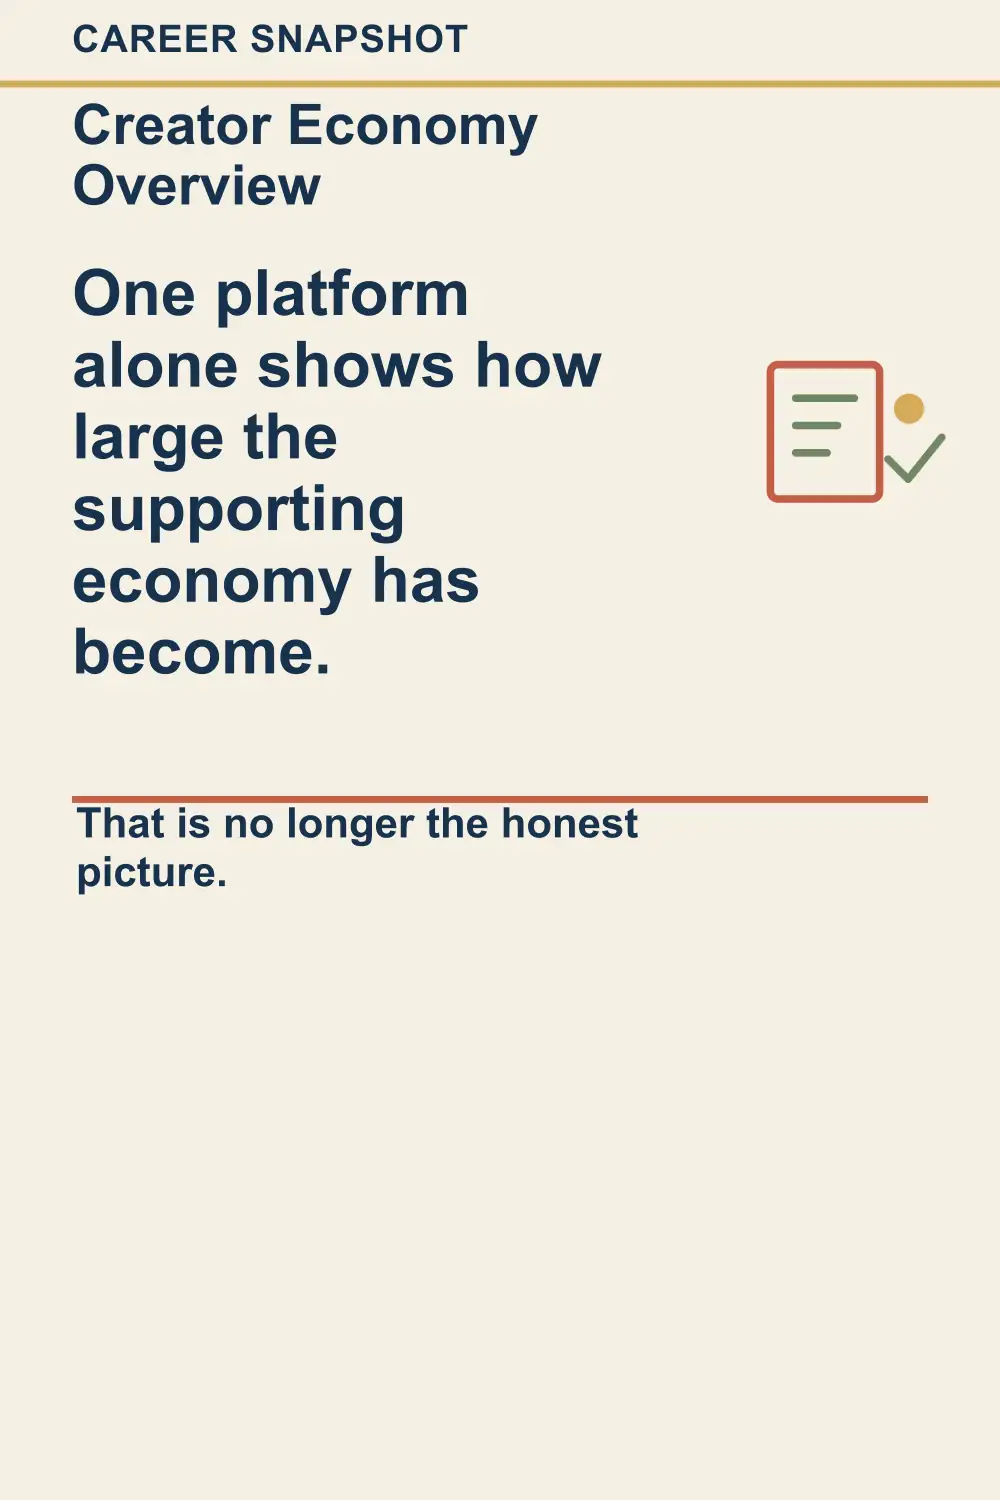 CAREER SNAPSHOT
Creator Economy
Overview
One platform
alone shows how
large the
supporting
economy has
become.
That is no longer the honest
picture.